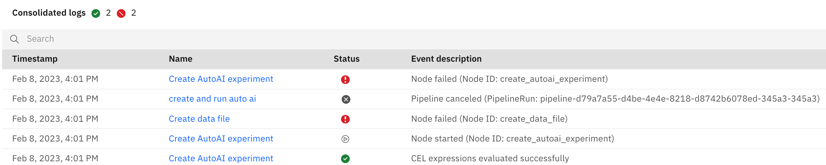 Consolidated logs 2 2
Search
Timestamp Name Status Event description
Feb 8, 2023, 4:01 PM Create AutoAI experiment Node failed (Node ID: create_autoai_experiment)
Feb 8, 2023, 4:01 PM create and run auto ai Pipeline canceled (PipelineRun: pipeline-d79a7a55-d4be-4e4e-8218-d8742b6078ed-345a3-345a3)
Feb 8, 2023, 4:01 PM Create data file Node failed (Node ID: create_data_file)
Feb 8, 2023, 4:01 PM Create AutoAI experiment Node started (Node ID: create_autoai_experiment)
Feb 8, 2023, 4:01 PM Create AutoAI experiment CEL expressions evaluated successfully